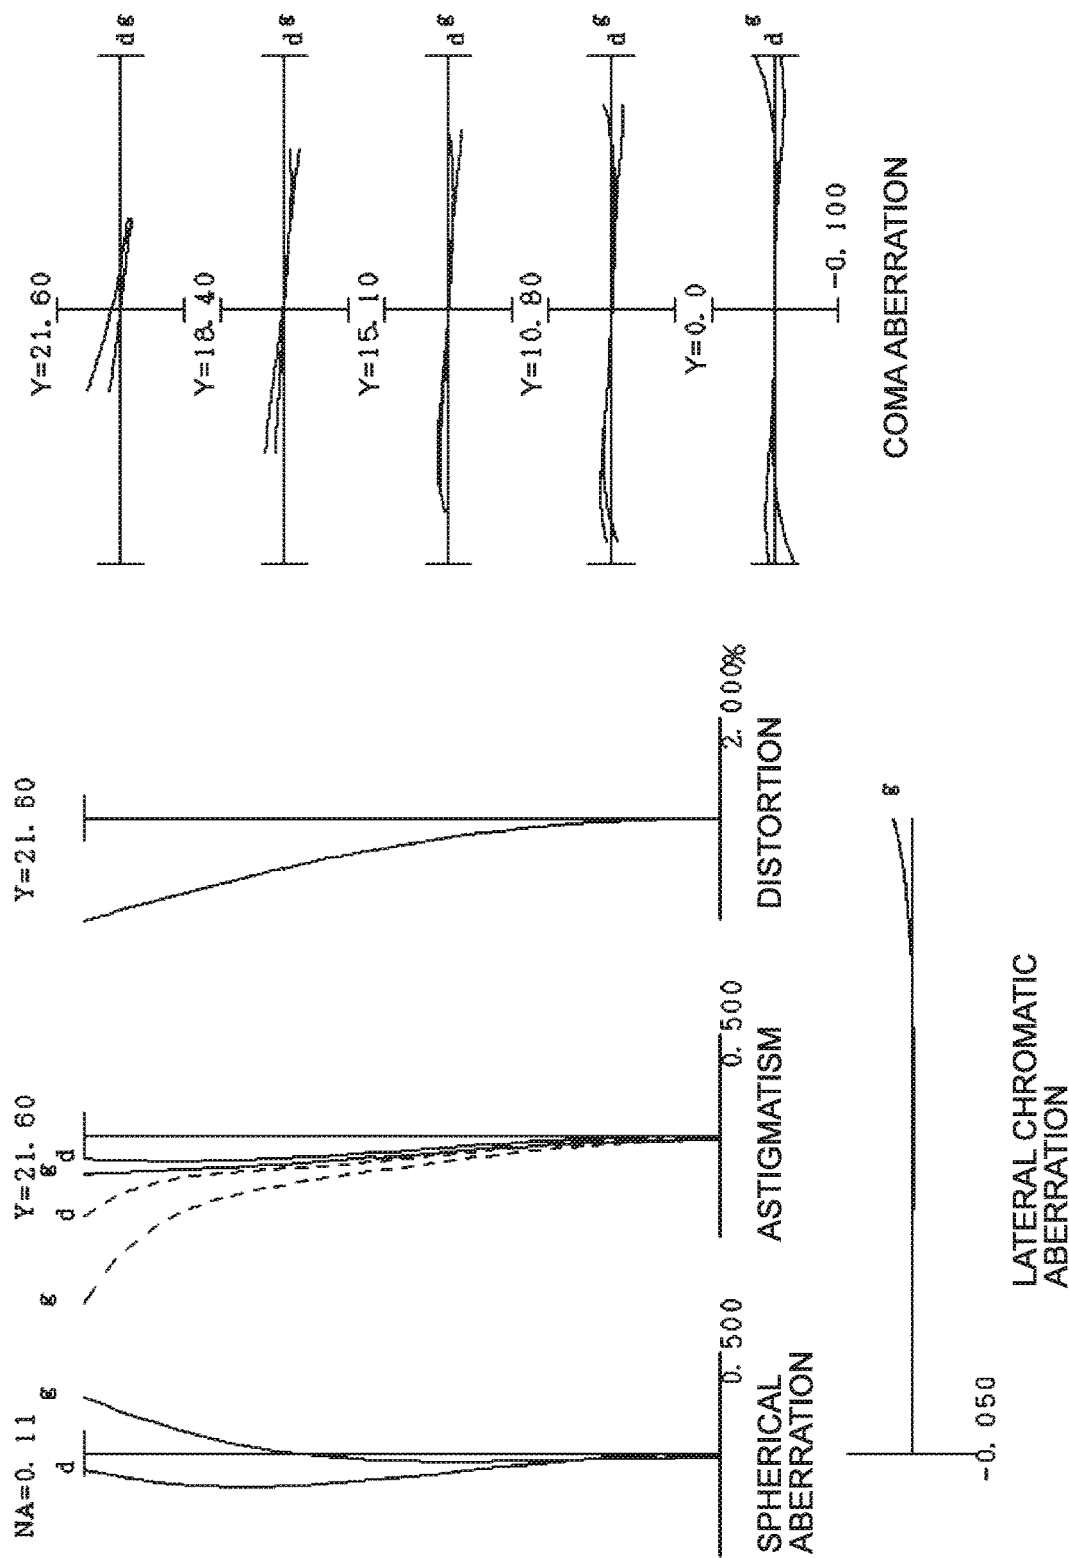 NA=0. 11
d
g
0. 500
SPHERICAL
ABERRATION
Y=21. 60
g
d
g
d
0. 500
ASTIGMATISM
Y=21. 60
2. 000%
DISTORTION
g
-0. 050
LATERAL CHROMATIC
ABERRATION
Y=21. 60
d
g
Y=18. 40
d
g
Y=15. 10
d
g
Y=10. 80
d
g
Y=0. 0
d
g
-0. 100
COMA ABERRATION